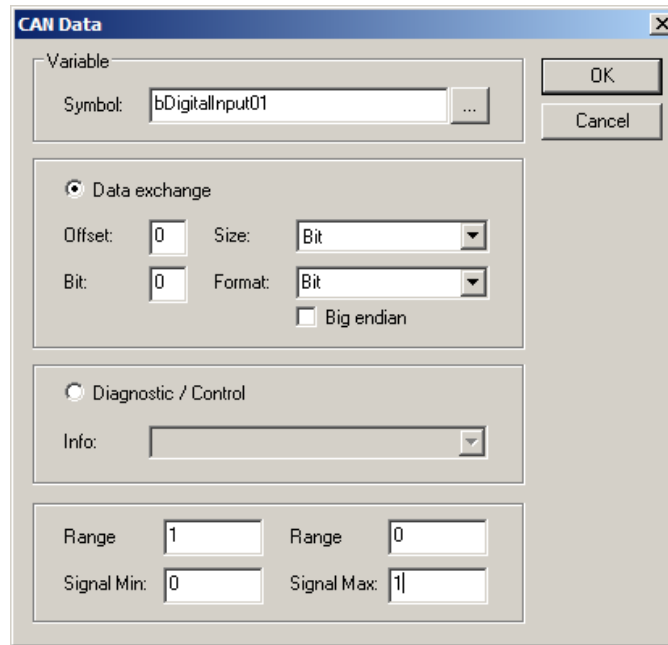 CAN Data
Variable
Symbol: bDigitalInput01 ...
OK
Cancel
Data exchange
Offset: 0 Size: Bit
Bit: 0 Format: Bit
Big endian
Diagnostic / Control
Info:
Range 1 Range 0
Signal Min: 0 Signal Max: 1